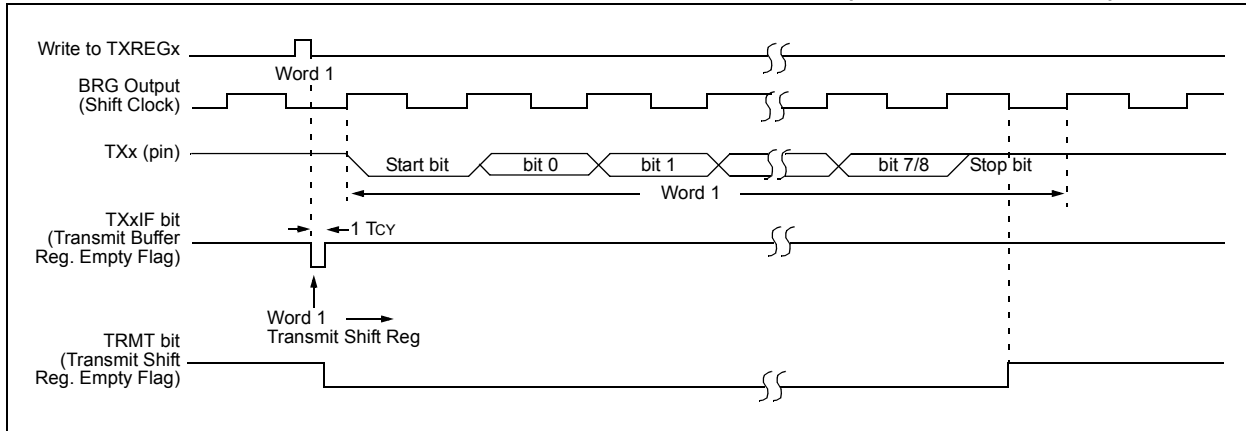 Write to TXREGx
Word 1
BRG Output
(Shift Clock)
TXx (pin)
Start bit
bit 0
bit 1
bit 7/8
Stop bit
Word 1
TXxIF bit
(Transmit Buffer
Reg. Empty Flag)
1 TCY
Word 1
Transmit Shift Reg
TRMT bit
(Transmit Shift
Reg. Empty Flag)